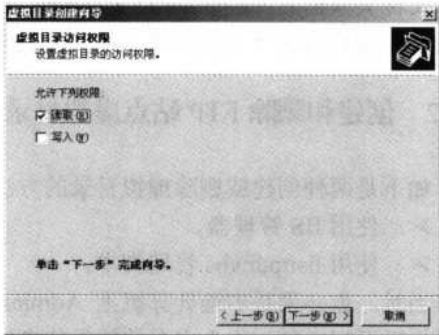 虚拟目录创建向导
虚拟目录访问权限
设置虚拟目录的访问权限。
允许下列权限:
读取(R)
写入(W)
单击“下一步”完成向导。
<上一步(B) 下一步(N)> 取消